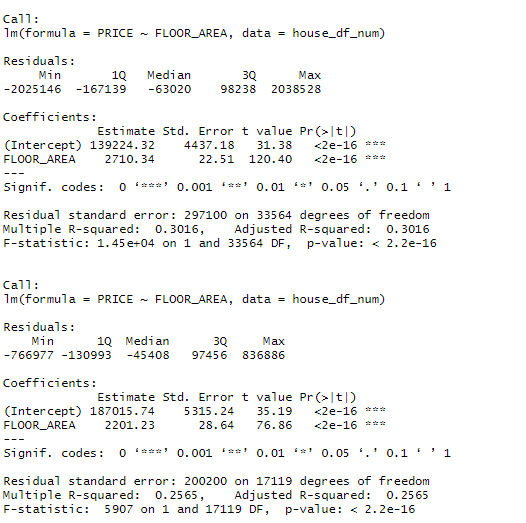 Call:
lm(formula = PRICE ~ FLOOR_AREA, data = house_df_num)
Residuals:
     Min       1Q   Median       3Q      Max
-2025146  -167139   -63020    98238  2038528
Coefficients:
             Estimate Std. Error t value Pr(>|t|)
(Intercept) 139224.32    4437.18   31.38   <2e-16 ***
FLOOR_AREA    2710.34      22.51  120.40   <2e-16 ***
---
Signif. codes:  0 ‘***’ 0.001 ‘**’ 0.01 ‘*’ 0.05 ‘.’ 0.1 ‘ ’ 1
Residual standard error: 297100 on 33564 degrees of freedom
Multiple R-squared:  0.3016,    Adjusted R-squared:  0.3016
F-statistic: 1.45e+04 on 1 and 33564 DF,  p-value: < 2.2e-16
Call:
lm(formula = PRICE ~ FLOOR_AREA, data = house_df_num)
Residuals:
    Min      1Q  Median      3Q     Max
-766977 -130993  -45408   97456  836886
Coefficients:
             Estimate Std. Error t value Pr(>|t|)
(Intercept) 187015.74    5315.24   35.19   <2e-16 ***
FLOOR_AREA    2201.23      28.64   76.86   <2e-16 ***
---
Signif. codes:  0 ‘***’ 0.001 ‘**’ 0.01 ‘*’ 0.05 ‘.’ 0.1 ‘ ’ 1
Residual standard error: 200200 on 17119 degrees of freedom
Multiple R-squared:  0.2565,    Adjusted R-squared:  0.2565
F-statistic:  5907 on 1 and 17119 DF,  p-value: < 2.2e-16